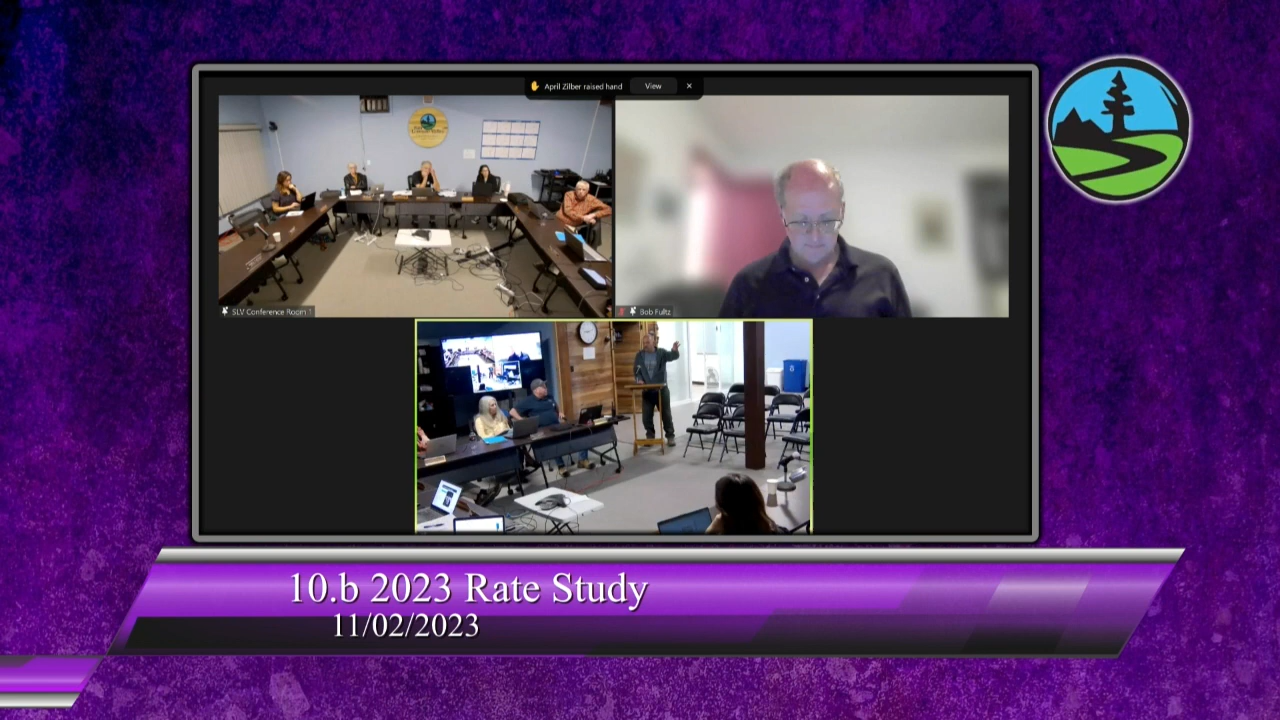 April Zilber raised hand View ×
SLV Conference Room 1
Bob Fultz
10.b 2023 Rate Study
11/02/2023